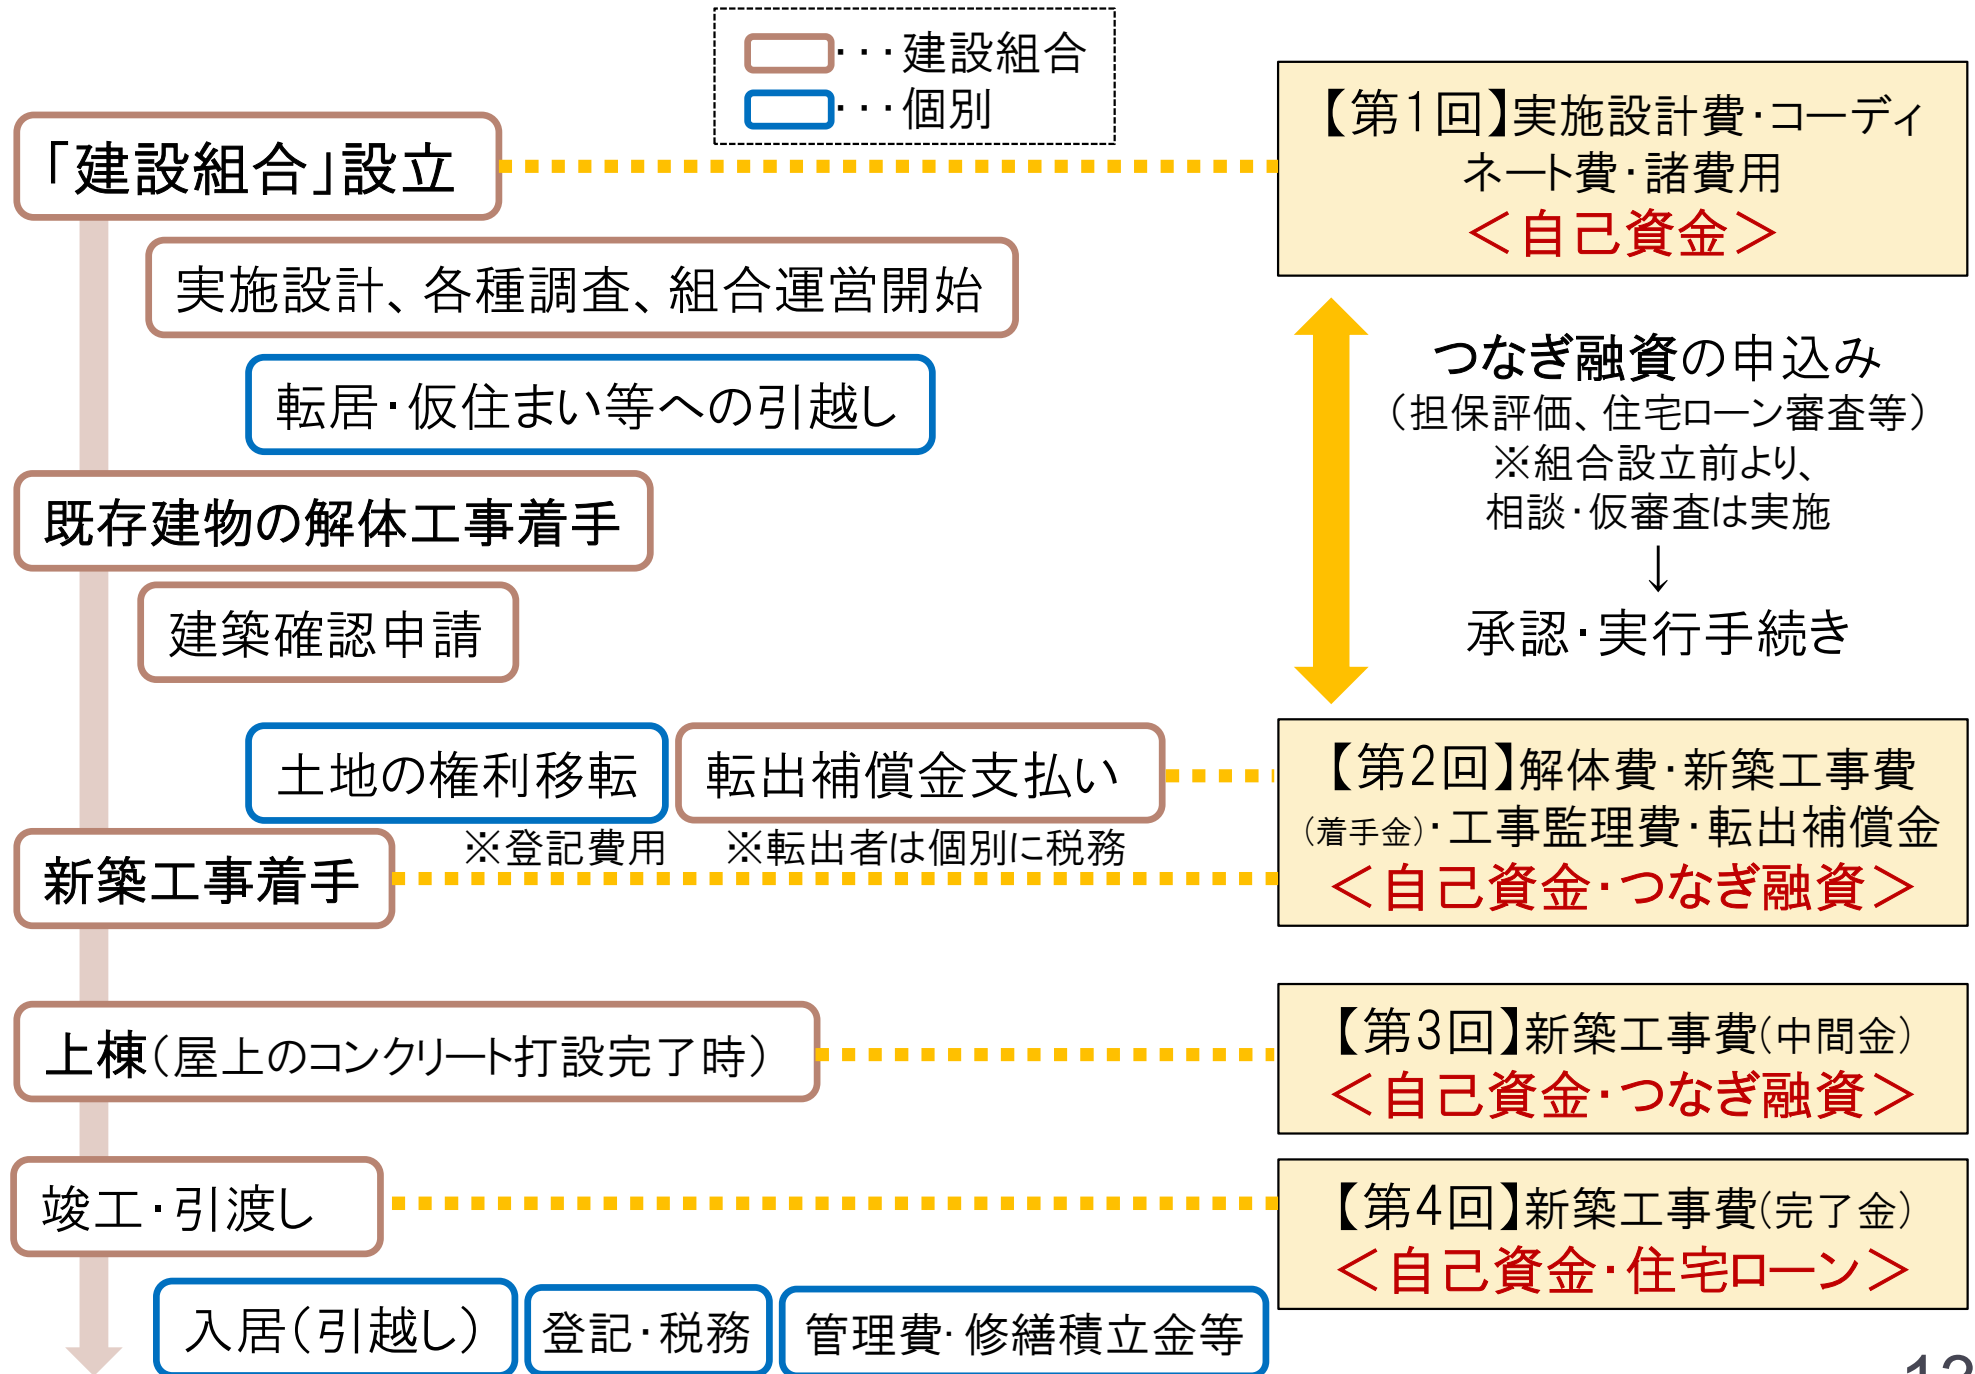 ・・・建設組合
・・・個別
「建設組合」設立
【第1回】実施設計費・コーディ
ネート費・諸費用
＜自己資金＞
実施設計、各種調査、組合運営開始
転居・仮住まい等への引越し
つなぎ融資の申込み
（担保評価、住宅ローン審査等）
※組合設立前より、
相談・仮審査は実施
↓
承認・実行手続き
既存建物の解体工事着手
建築確認申請
土地の権利移転
転出補償金支払い
※登記費用
※転出者は個別に税務
【第2回】解体費・新築工事費
（着手金）・工事監理費・転出補償金
＜自己資金・つなぎ融資＞
新築工事着手
上棟（屋上のコンクリート打設完了時）
【第3回】新築工事費（中間金）
＜自己資金・つなぎ融資＞
竣工・引渡し
【第4回】新築工事費（完了金）
＜自己資金・住宅ローン＞
入居（引越し）
登記・税務
管理費・修繕積立金等